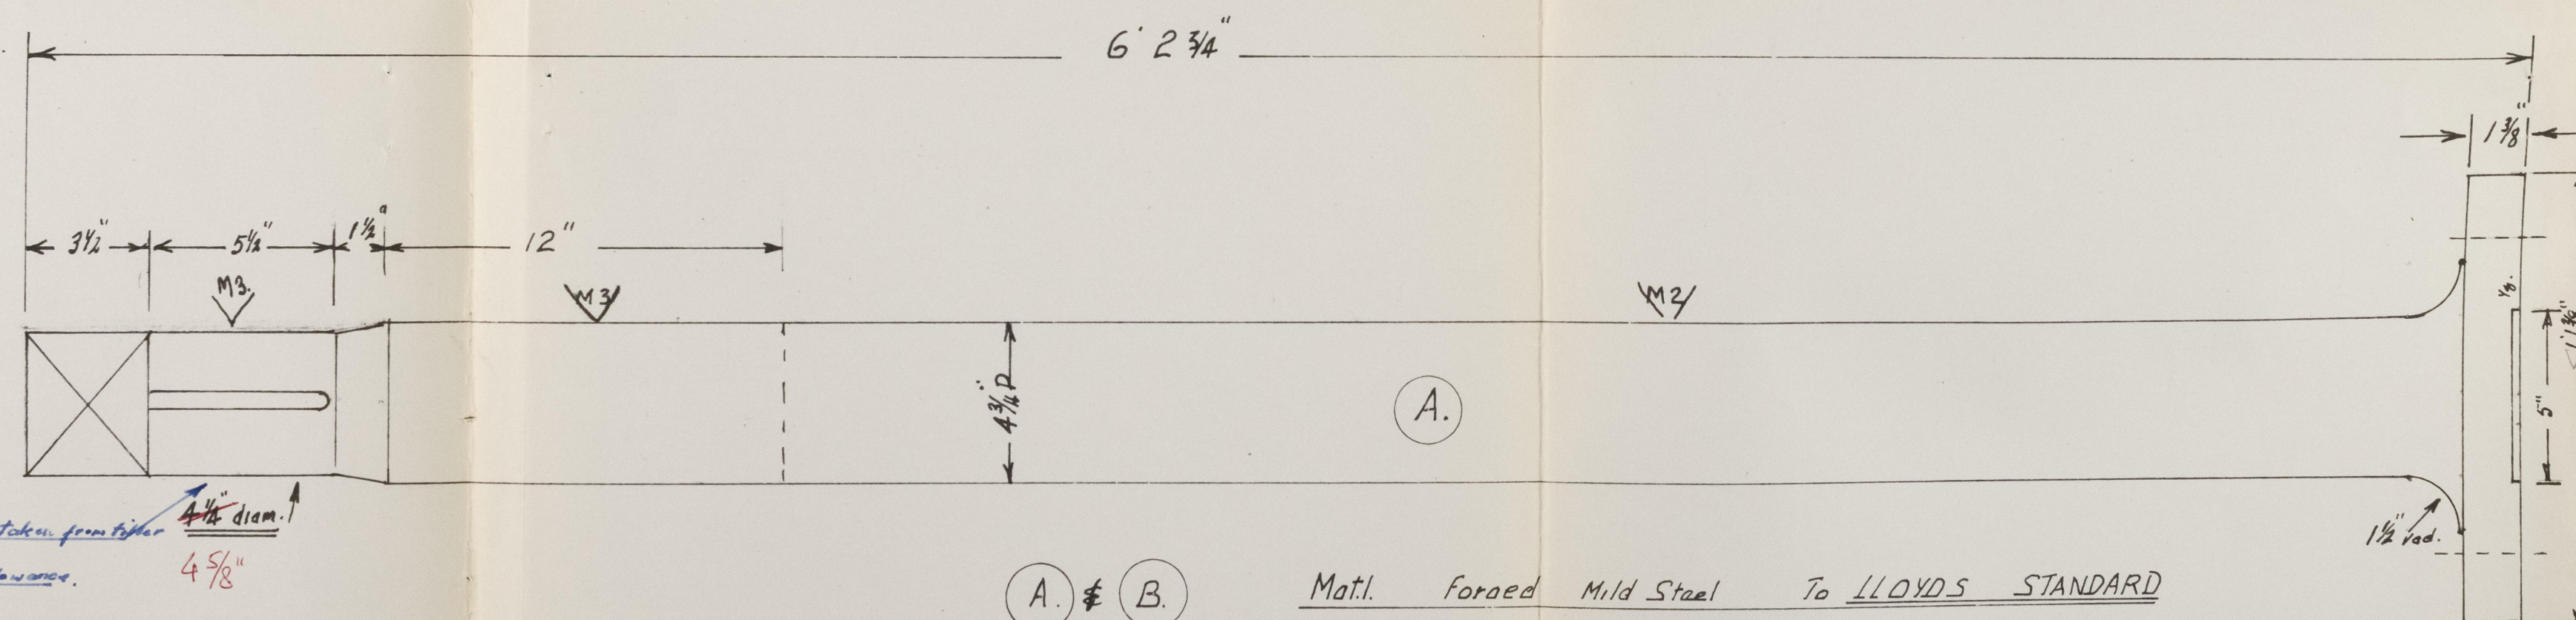 6' 2 3/4"
1 3/8"
3 1/2" 5 1/2" 1 1/2" 12"
M3. M3 M2
1/8.
4 3/4" D
A.
5"
taken from tiller 4 1/4" diam.
4 5/8"
1 1/2" rad.
A. & B. Mat.l. Forged Mild Steel To LLOYDS STANDARD